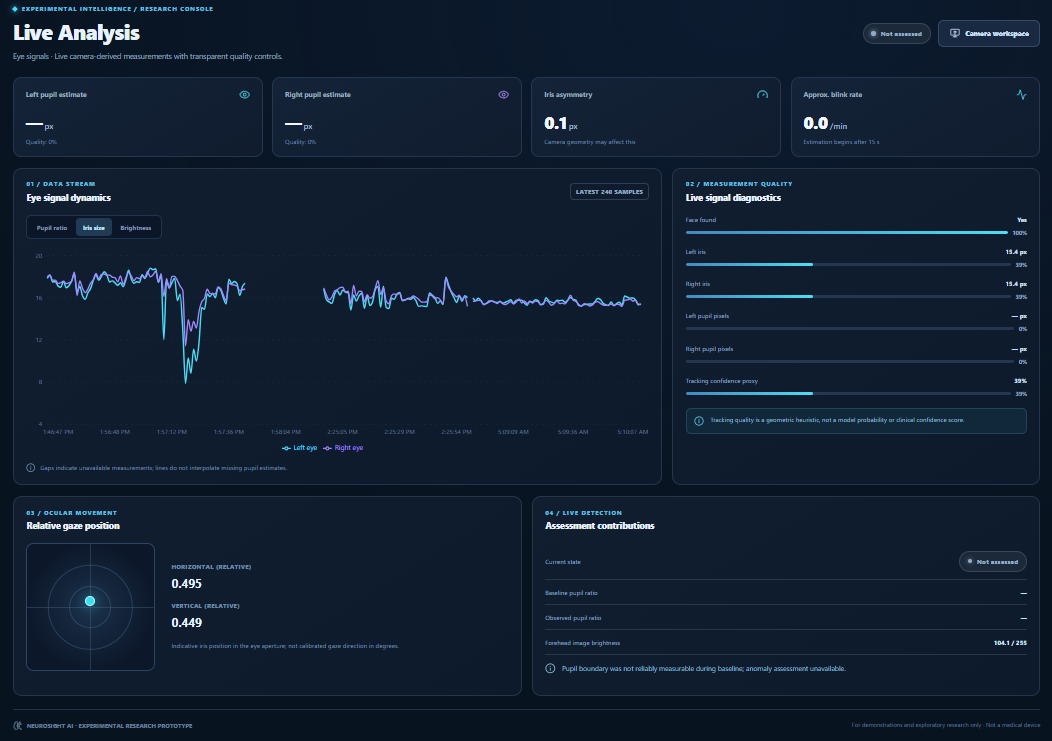 EXPERIMENTAL INTELLIGENCE / RESEARCH CONSOLE
Live Analysis
Eye signals · Live camera-derived measurements with transparent quality controls.
Not assessed
Camera workspace
Left pupil estimate
— px
Quality: 0%
Right pupil estimate
— px
Quality: 0%
Iris asymmetry
0.1 px
Camera geometry may affect this
Approx. blink rate
0.0 /min
Estimation begins after 15 s
01 / DATA STREAM
Eye signal dynamics
LATEST 240 SAMPLES
Pupil ratio
Iris size
Brightness
20
16
12
8
4
1:46:47 PM
1:56:48 PM
1:57:12 PM
1:57:36 PM
1:58:04 PM
2:25:05 PM
2:25:29 PM
2:25:54 PM
5:09:09 AM
5:09:36 AM
5:10:07 AM
Left eye
Right eye
Gaps indicate unavailable measurements; lines do not interpolate missing pupil estimates.
02 / MEASUREMENT QUALITY
Live signal diagnostics
Face found
Yes
100%
Left iris
15.4 px
39%
Right iris
15.4 px
39%
Left pupil pixels
— px
0%
Right pupil pixels
— px
0%
Tracking confidence proxy
39%
39%
Tracking quality is a geometric heuristic, not a model probability or clinical confidence score.
03 / OCULAR MOVEMENT
Relative gaze position
HORIZONTAL (RELATIVE)
0.495
VERTICAL (RELATIVE)
0.449
Indicative iris position in the eye aperture; not calibrated gaze direction in degrees.
04 / LIVE DETECTION
Assessment contributions
Current state
Not assessed
Baseline pupil ratio
—
Observed pupil ratio
—
Forehead image brightness
104.1 / 255
Pupil boundary was not reliably measurable during baseline; anomaly assessment unavailable.
NEUROSIGHT AI · EXPERIMENTAL RESEARCH PROTOTYPE
For demonstrations and exploratory research only · Not a medical device